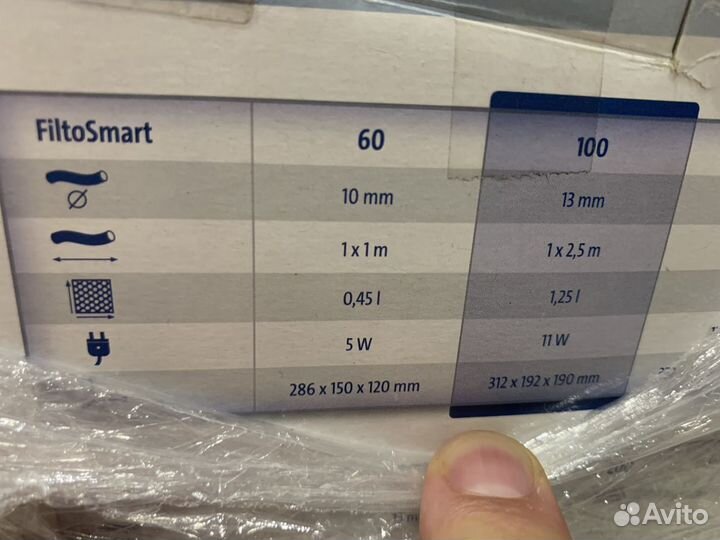 FiltoSmart 60 100
10 mm 13 mm
1 x 1 m 1 x 2,5 m
0,45 l 1,25 l
5 W 11 W
286 x 150 x 120 mm 312 x 192 x 190 mm
Avito